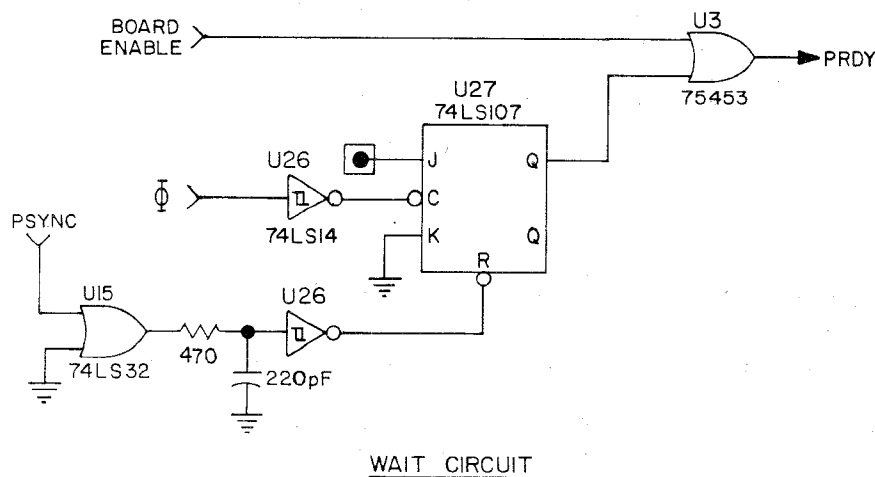 BOARD
ENABLE
U3
75453
PRDY
U27
74LS107
J
Q
C
K
Q
R
U26
74LS14
Φ
PSYNC
U15
74LS32
470
220pF
U26
WAIT CIRCUIT